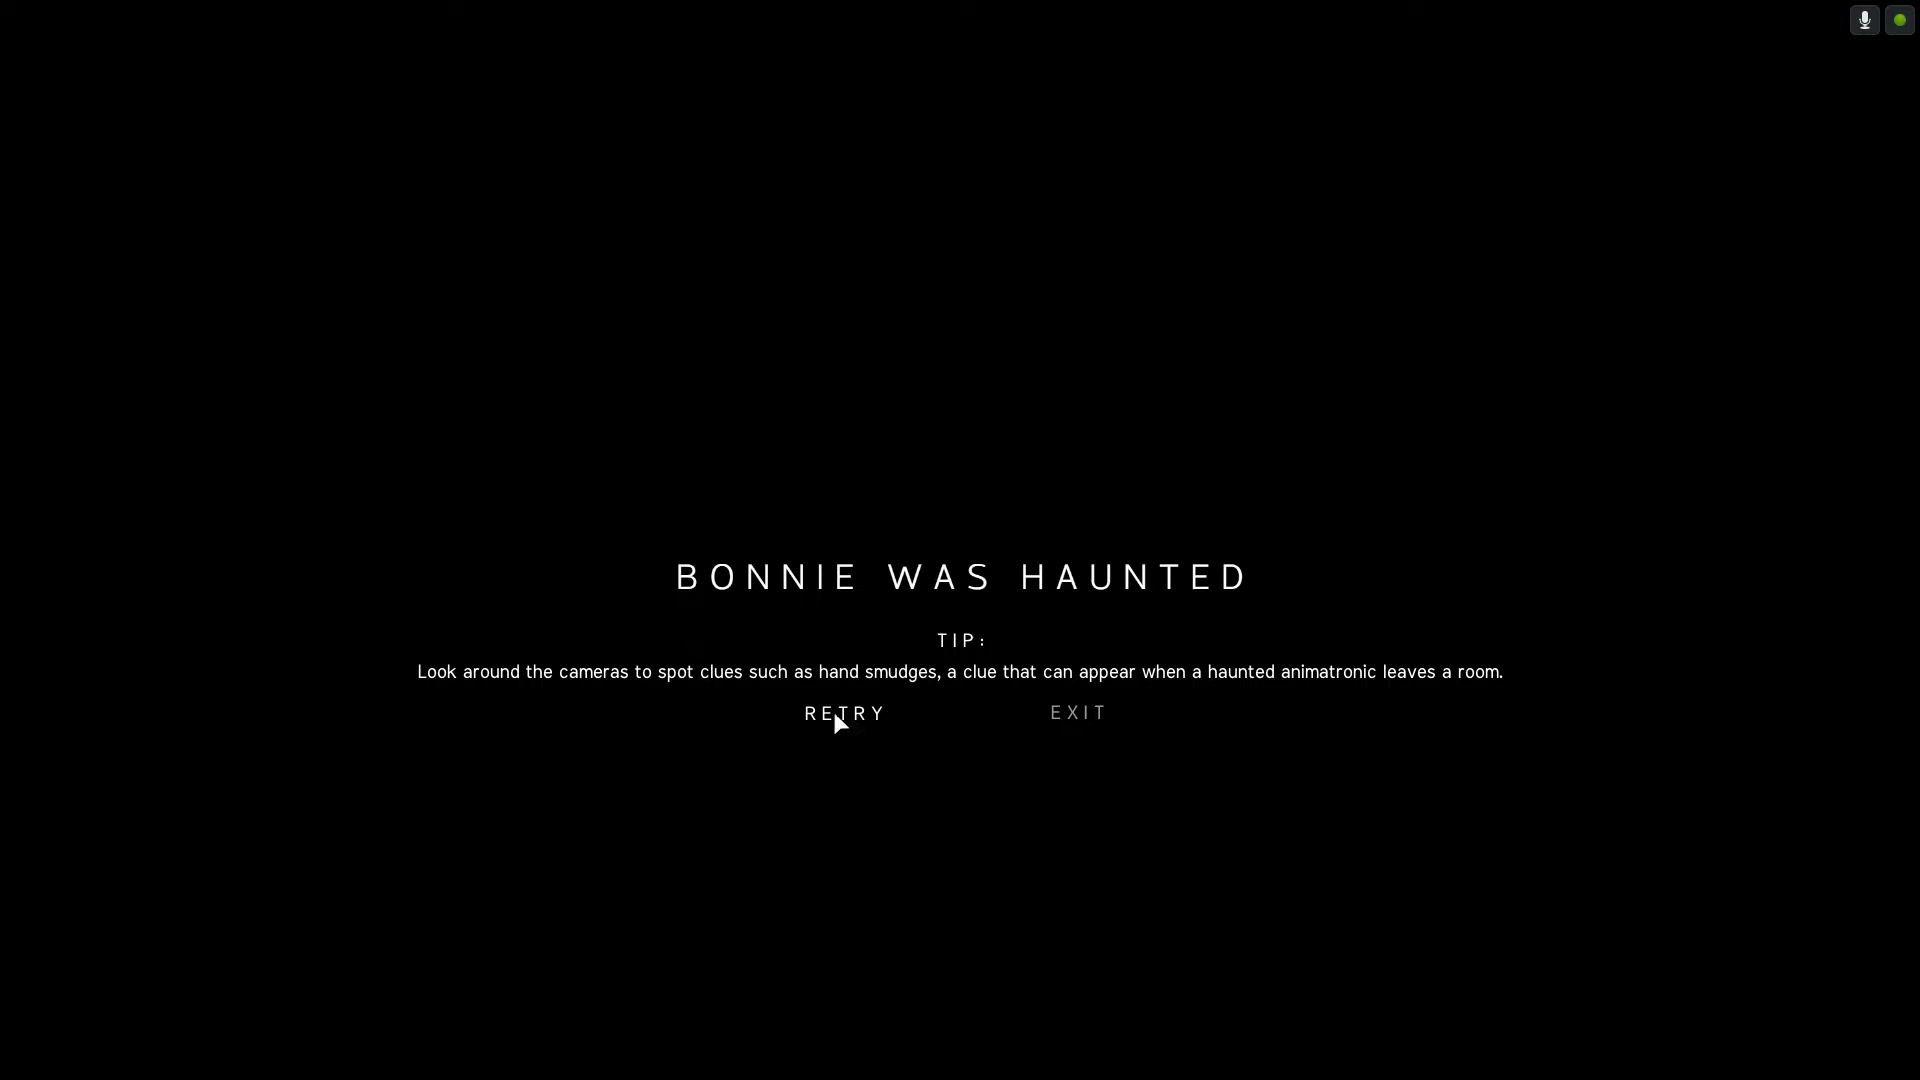 BONNIE WAS HAUNTED
TIP:
Look around the cameras to spot clues such as hand smudges, a clue that can appear when a haunted animatronic leaves a room.
RETRY EXIT